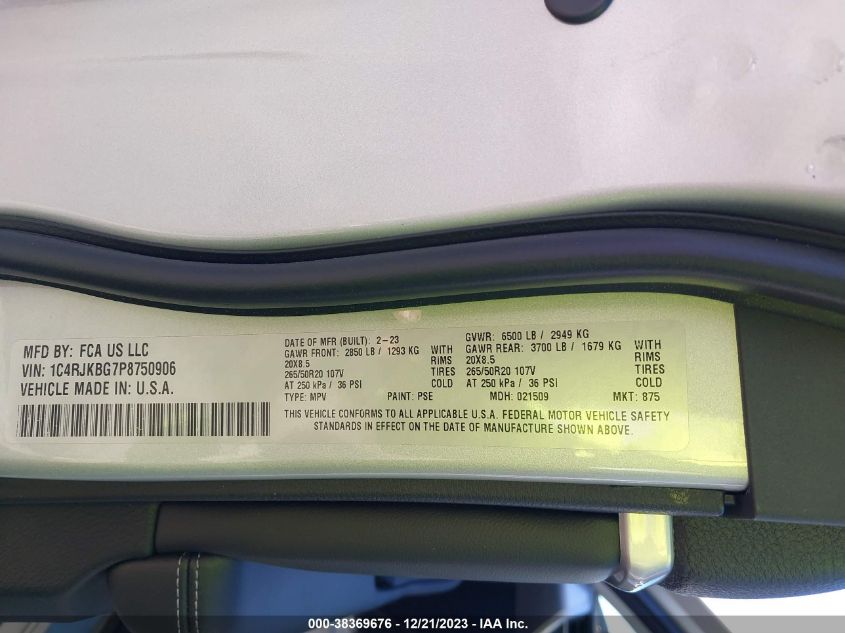 MFD BY: FCA US LLC
VIN: 1C4RJKBG7P8750906
VEHICLE MADE IN: U.S.A.
DATE OF MFR (BUILT): 2-23
GAWR FRONT: 2850 LB / 1293 KG WITH
20X8.5 RIMS
265/50R20 107V TIRES
AT 250 kPa / 36 PSI COLD
TYPE: MPV PAINT: PSE
GVWR: 6500 LB / 2949 KG
GAWR REAR: 3700 LB / 1679 KG WITH
20X8.5 RIMS
265/50R20 107V TIRES
AT 250 kPa / 36 PSI COLD
MDH: 021509 MKT: 875
THIS VEHICLE CONFORMS TO ALL APPLICABLE U.S.A. FEDERAL MOTOR VEHICLE SAFETY
STANDARDS IN EFFECT ON THE DATE OF MANUFACTURE SHOWN ABOVE.
000-38369676 - 12/21/2023 - IAA Inc.